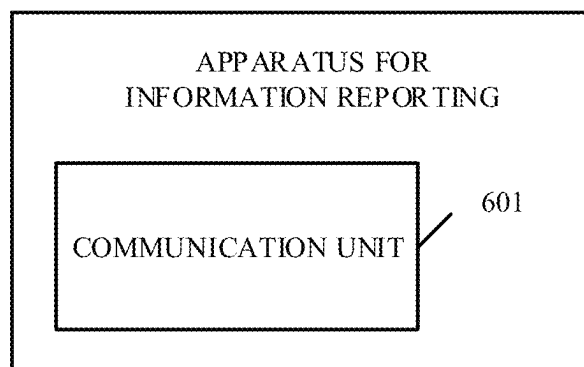 APPARATUS FOR
INFORMATION REPORTING
601
COMMUNICATION UNIT